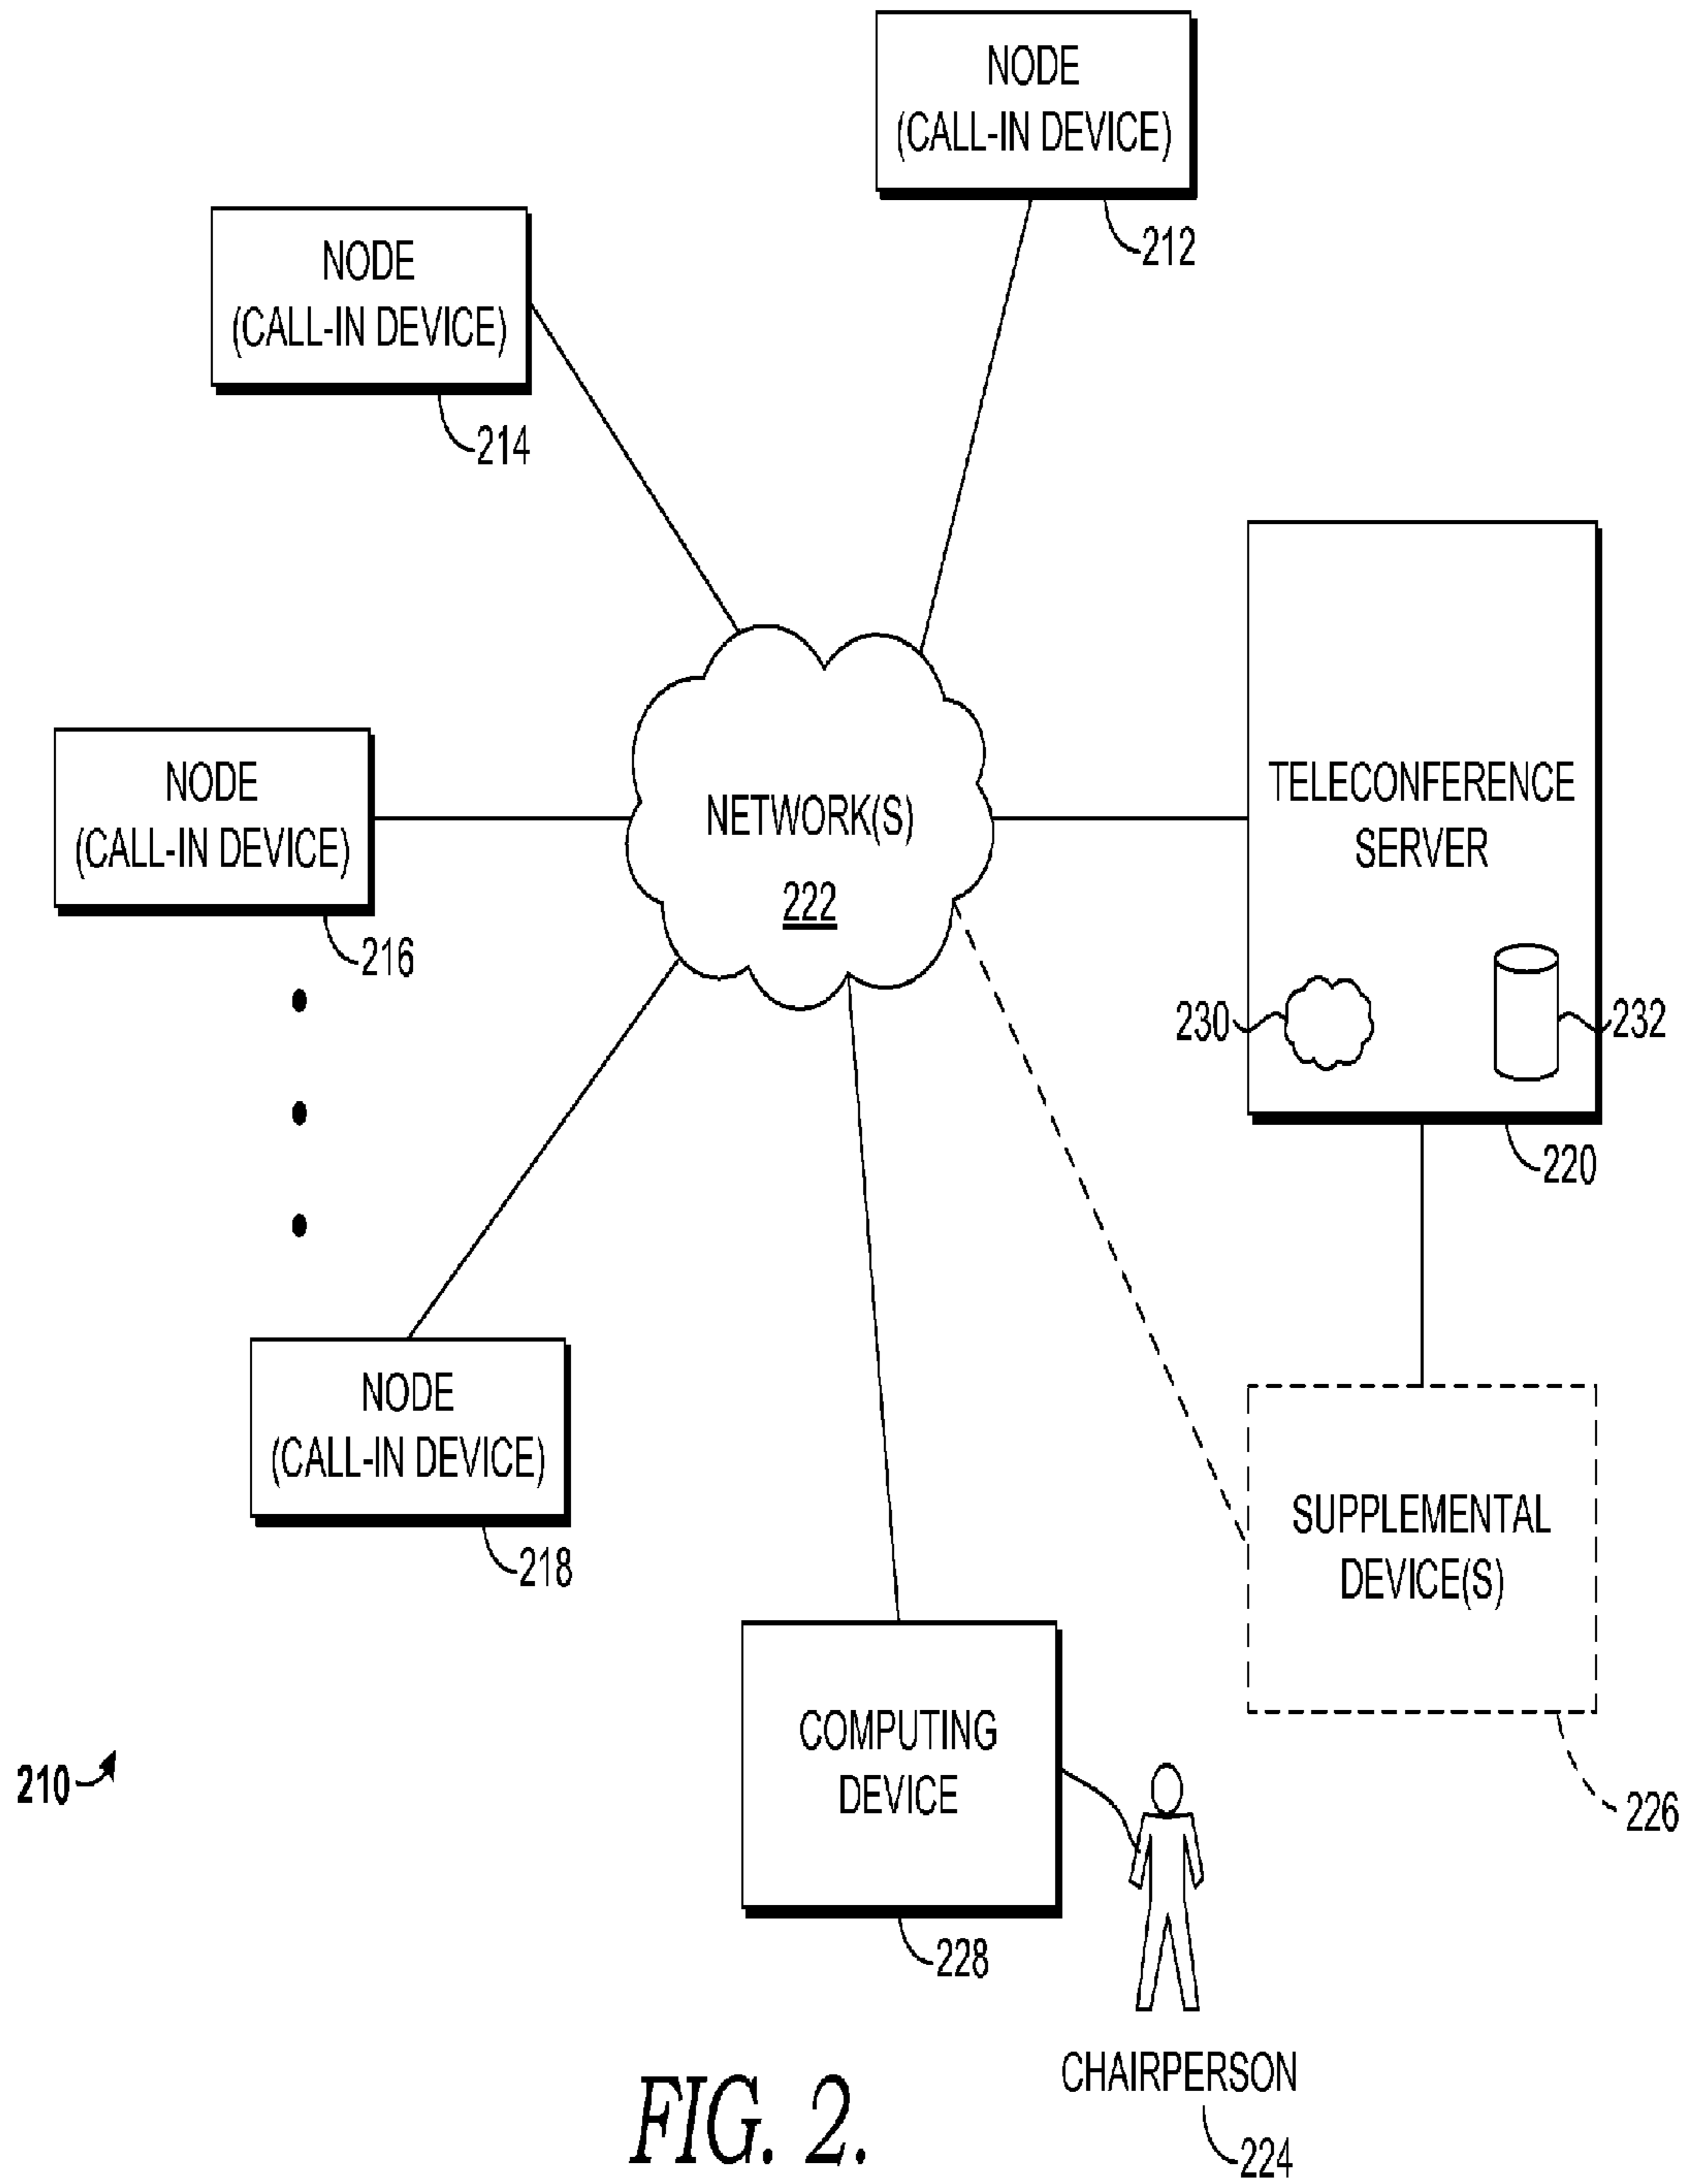 NODE
(CALL-IN DEVICE)
212
NODE
(CALL-IN DEVICE)
214
NODE
(CALL-IN DEVICE)
216
NETWORK(S)
222
TELECONFERENCE
SERVER
230
232
220
NODE
(CALL-IN DEVICE)
218
SUPPLEMENTAL
DEVICE(S)
226
COMPUTING
DEVICE
228
210
CHAIRPERSON
224
FIG. 2.